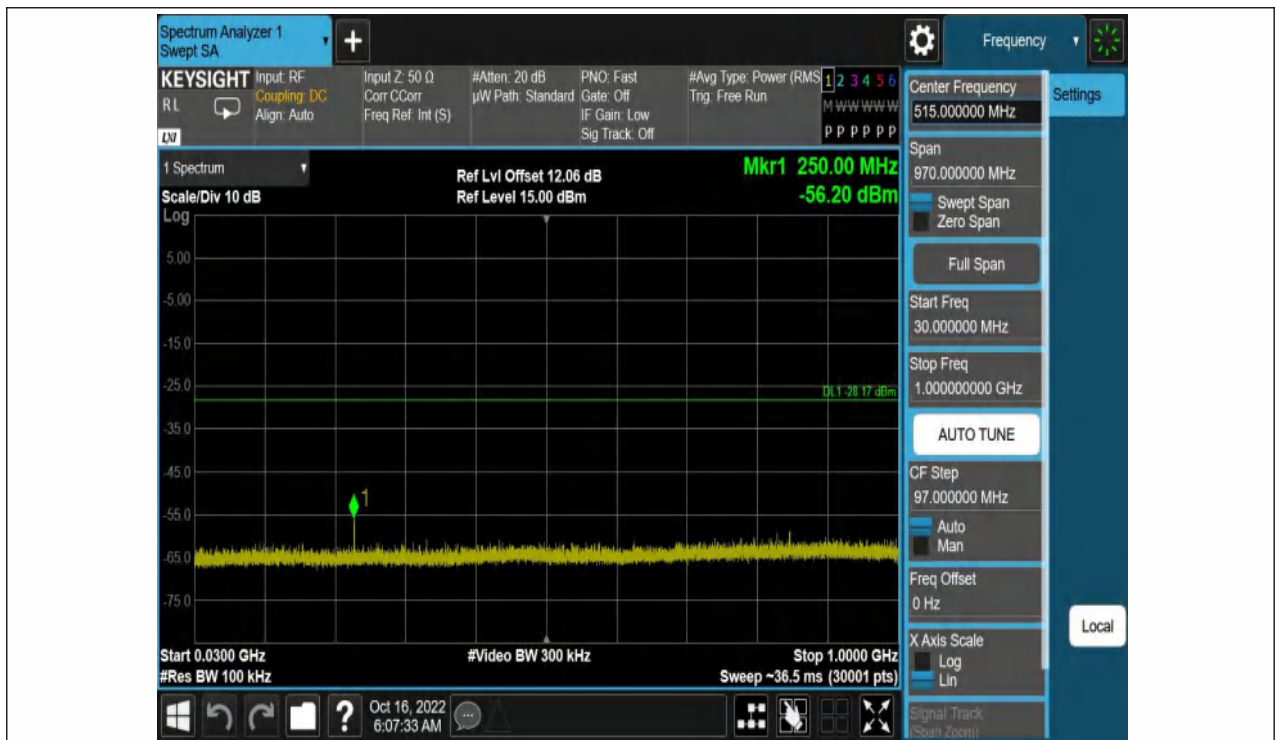 Spectrum Analyzer 1
Swept SA
+
Frequency
KEYSIGHT
RL
LXI
Input: RF
Coupling: DC
Align: Auto
Input Z: 50 Ω
Corr CCorr
Freq Ref: Int (S)
#Atten: 20 dB
µW Path: Standard
PNO: Fast
Gate: Off
IF Gain: Low
Sig Track: Off
#Avg Type: Power (RMS
Trig: Free Run
1 2 3 4 5 6
M W W W W W
P P P P P P
1 Spectrum
Scale/Div 10 dB
Log
Ref Lvl Offset 12.06 dB
Ref Level 15.00 dBm
Mkr1 250.00 MHz
-56.20 dBm
5.00
-5.00
-15.0
-25.0
DL1 -28.17 dBm
-35.0
-45.0
1
-55.0
-65.0
-75.0
Start 0.0300 GHz
#Res BW 100 kHz
#Video BW 300 kHz
Stop 1.0000 GHz
Sweep ~36.5 ms (30001 pts)
?
Oct 16, 2022
6:07:33 AM
Center Frequency
515.000000 MHz
Span
970.000000 MHz
Swept Span
Zero Span
Full Span
Start Freq
30.000000 MHz
Stop Freq
1.000000000 GHz
AUTO TUNE
CF Step
97.000000 MHz
Auto
Man
Freq Offset
0 Hz
X Axis Scale
Log
Lin
Signal Track
(Span Zoom)
Settings
Local